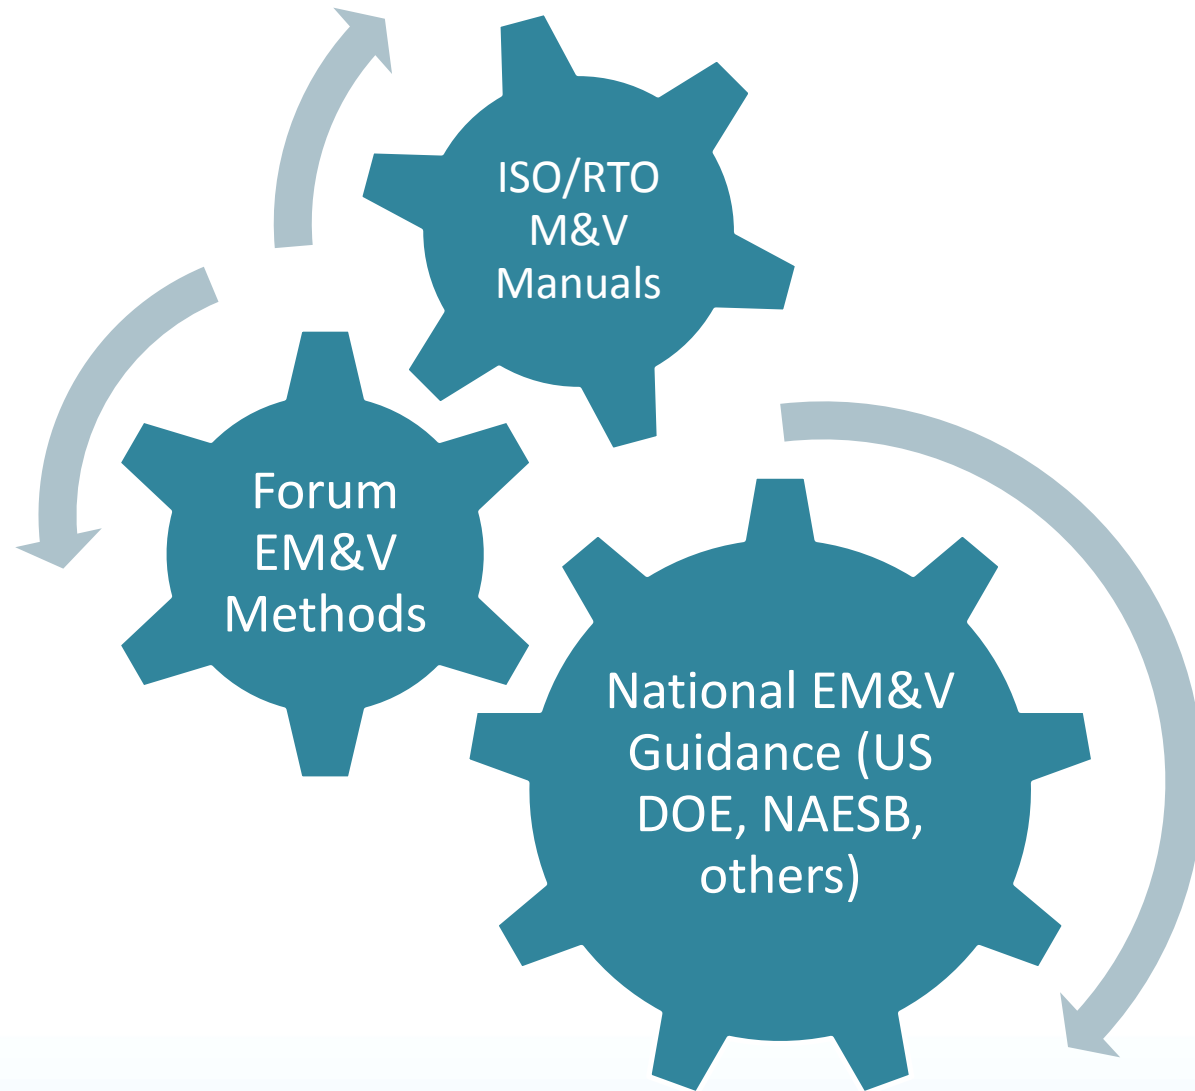 ISO/RTO
M&V
Manuals
Forum
EM&V
Methods
National EM&V
Guidance (US
DOE, NAESB,
others)